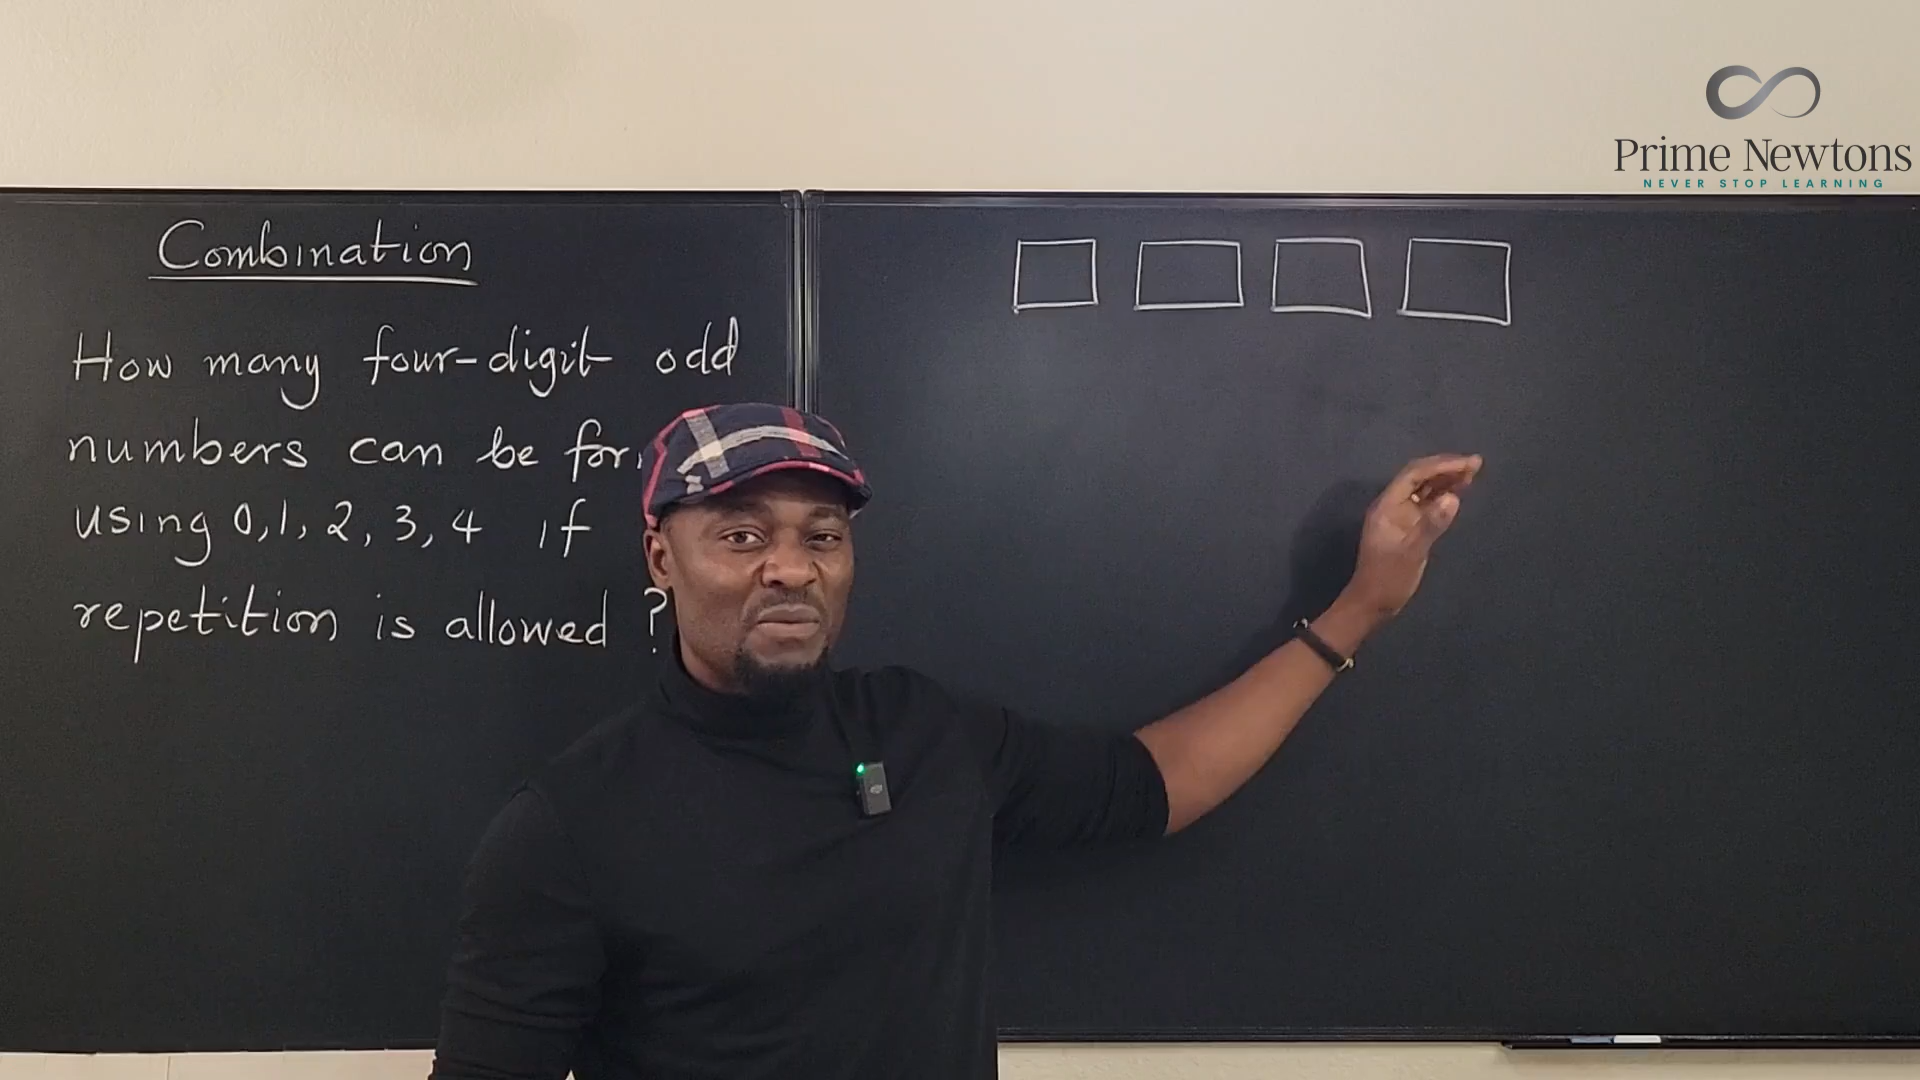 Prime Newtons
NEVER STOP LEARNING
Combination
How many four-digit odd
numbers can be for
using 0, 1, 2, 3, 4 if
repetition is allowed ?